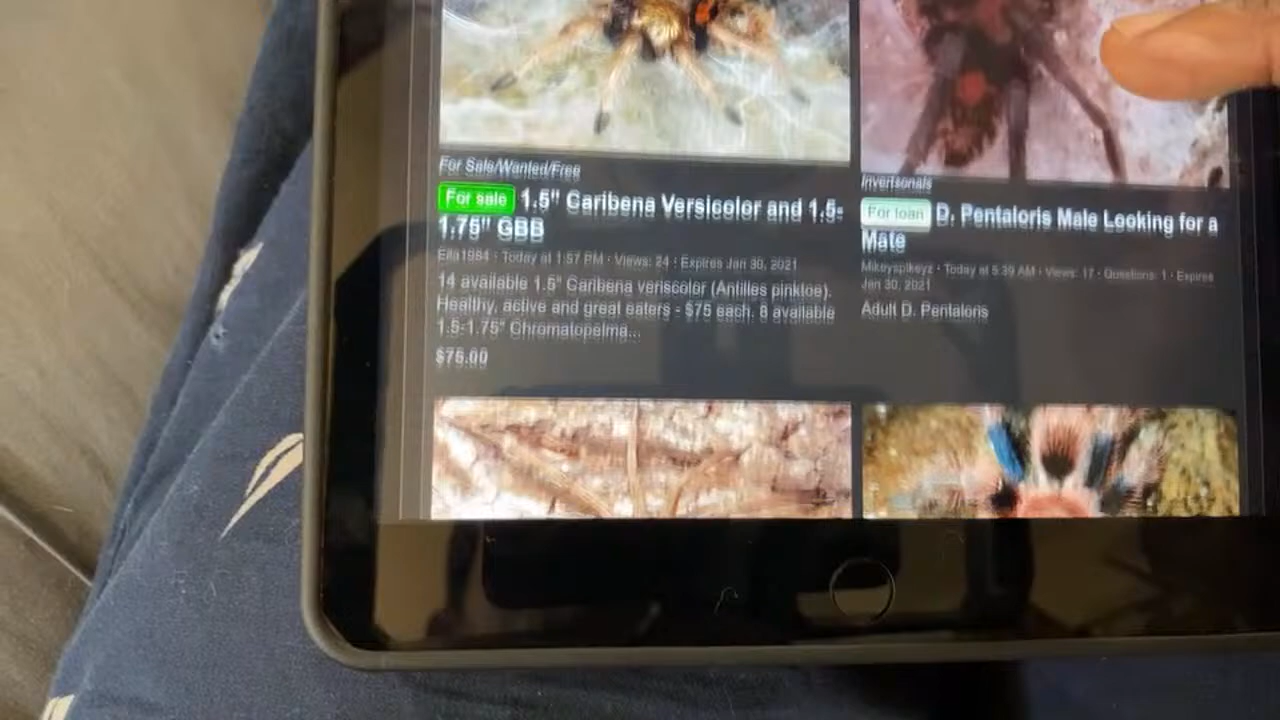 For Sale/Wanted/Free
For sale 1.5" Caribena Versicolor and 1.5-
1.75" GBB
Ella1984 · Today at 1:57 PM · Views: 24 · Expires Jan 30, 2021
14 available 1.5" Caribena veriscolor (Antilles pinktoe).
Healthy, active and great eaters - $75 each. 8 available
1.5-1.75" Chromatopelma...
$75.00
Invertsonals
For loan D. Pentaloris Male Looking for a
Mate
Mikeyspikeyz · Today at 5:39 AM · Views: 17 · Questions: 1 · Expires
Jan 30, 2021
Adult D. Pentaloris